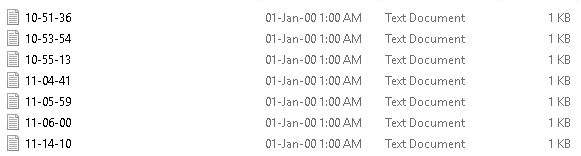 10-51-36 01-Jan-00 1:00 AM Text Document 1 KB
10-53-54 01-Jan-00 1:00 AM Text Document 1 KB
10-55-13 01-Jan-00 1:00 AM Text Document 1 KB
11-04-41 01-Jan-00 1:00 AM Text Document 1 KB
11-05-59 01-Jan-00 1:00 AM Text Document 1 KB
11-06-00 01-Jan-00 1:00 AM Text Document 1 KB
11-14-10 01-Jan-00 1:00 AM Text Document 1 KB